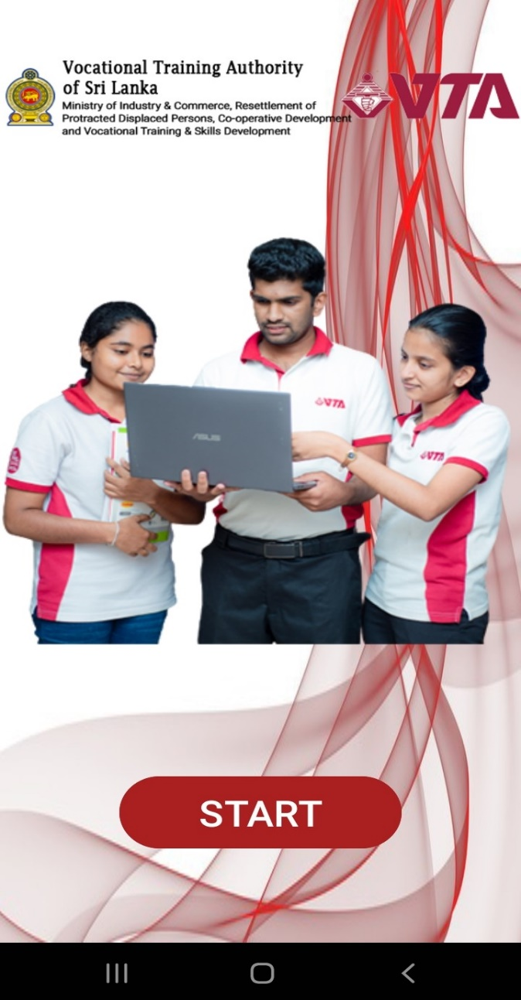 Vocational Training Authority
of Sri Lanka
Ministry of Industry & Commerce, Resettlement of
Protracted Displaced Persons, Co-operative Development
and Vocational Training & Skills Development
VTA
VTA
ASUS
VTA
START